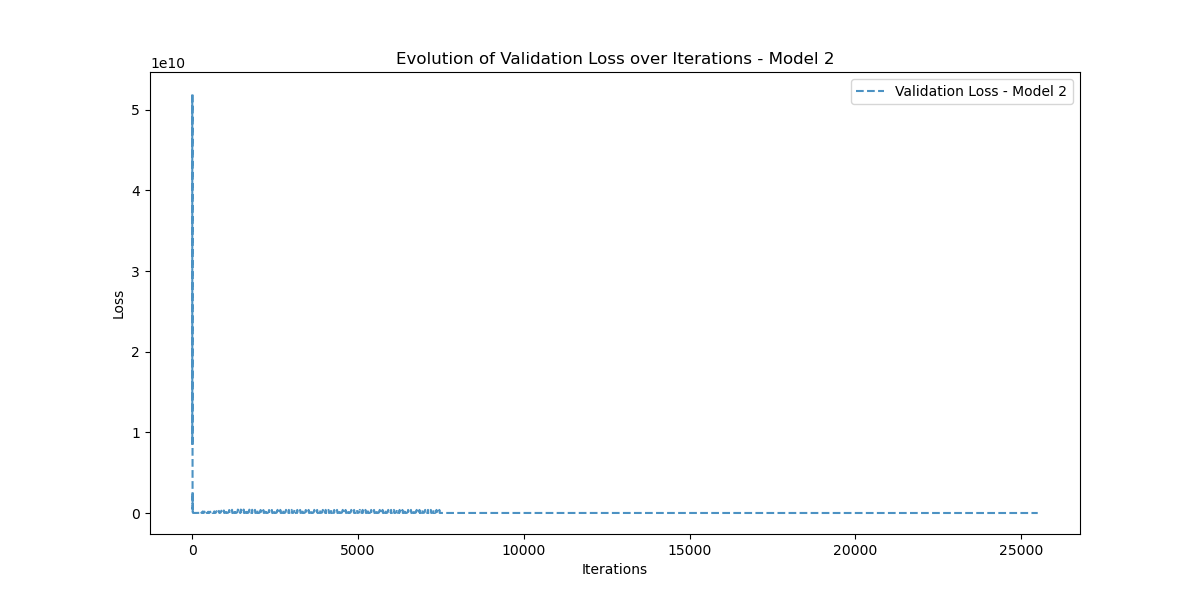 Evolution of Validation Loss over Iterations - Model 2
1e10
Validation Loss - Model 2
5
4
3
2
1
0
Loss
0 5000 10000 15000 20000 25000
Iterations